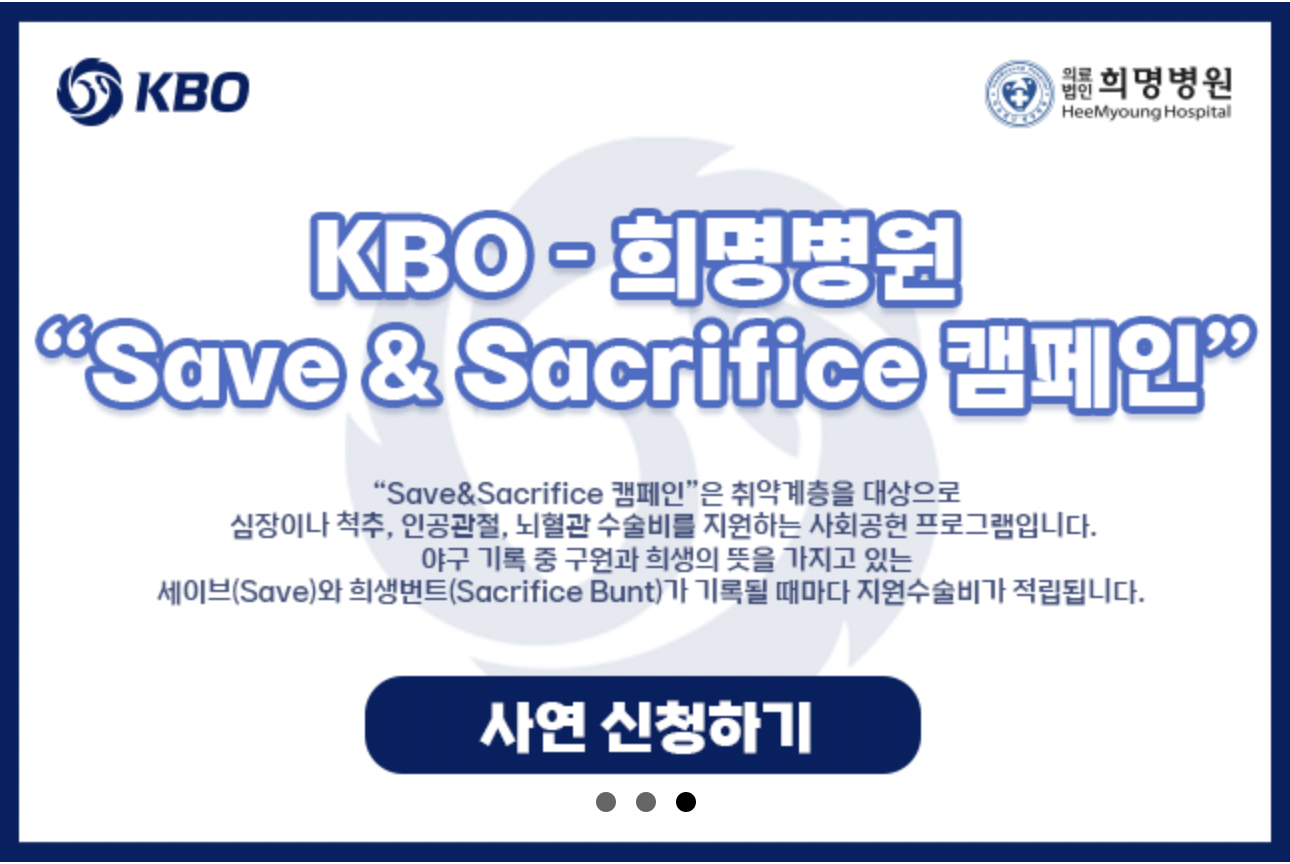 KBO
의료법인 희명병원
HeeMyoung Hospital
KBO - 희명병원
“Save & Sacrifice 캠페인”
“Save&Sacrifice 캠페인”은 취약계층을 대상으로
심장이나 척추, 인공관절, 뇌혈관 수술비를 지원하는 사회공헌 프로그램입니다.
야구 기록 중 구원과 희생의 뜻을 가지고 있는
세이브(Save)와 희생번트(Sacrifice Bunt)가 기록될 때마다 지원수술비가 적립됩니다.
사연 신청하기